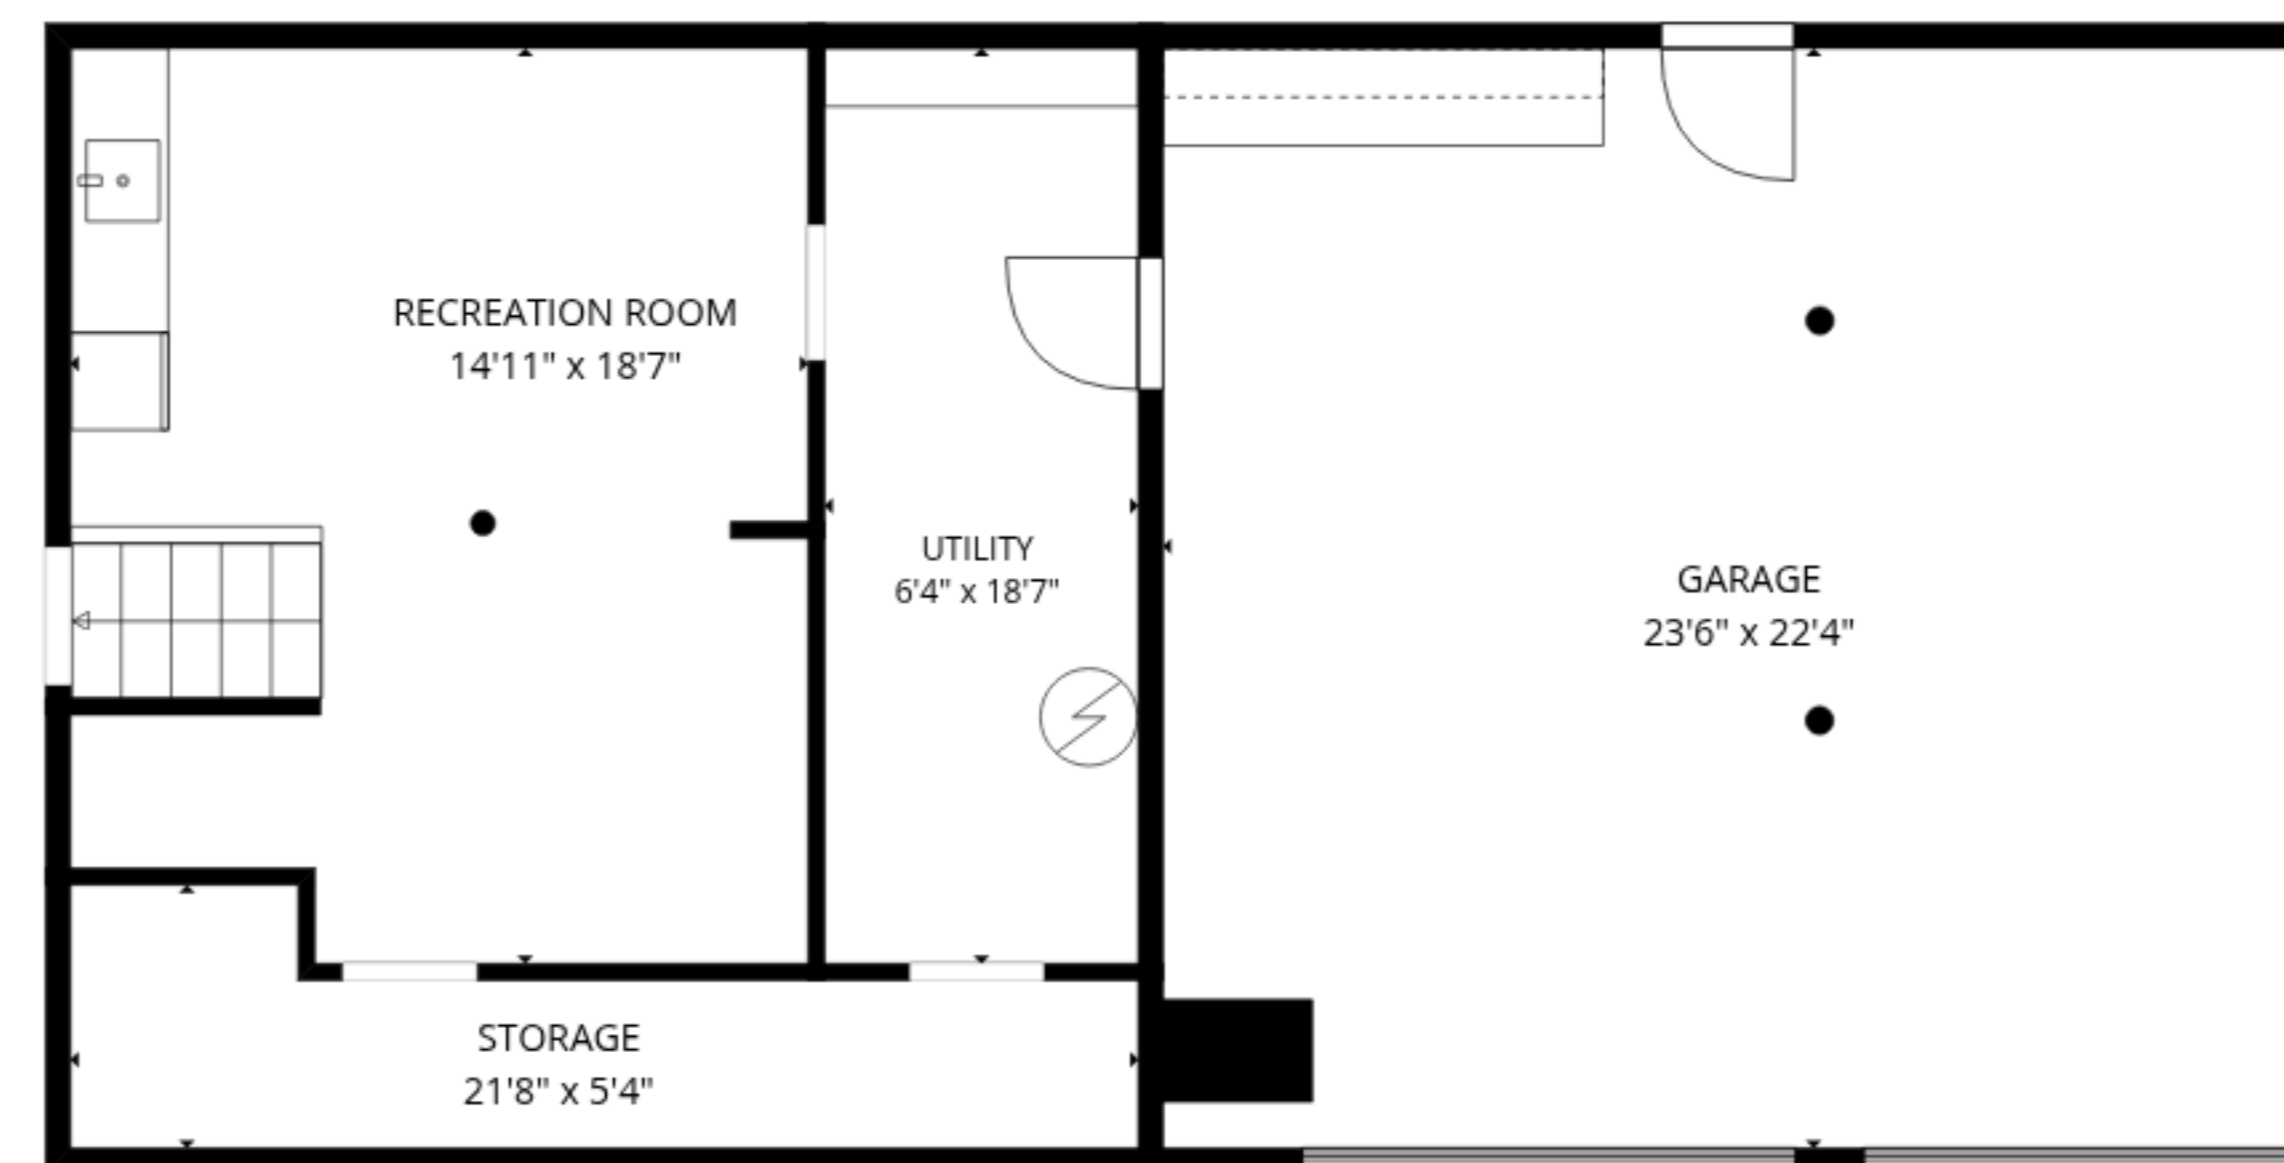 RECREATION ROOM
14'11" x 18'7"
UTILITY
6'4" x 18'7"
GARAGE
23'6" x 22'4"
STORAGE
21'8" x 5'4"